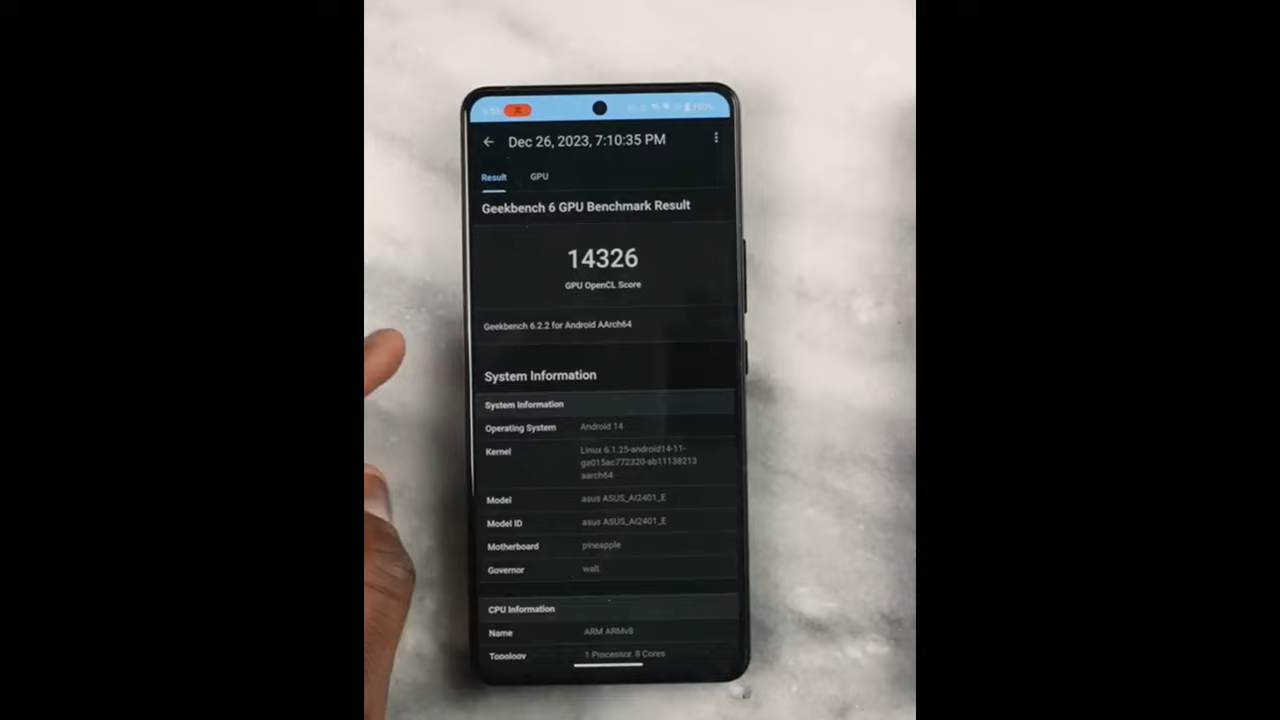 Dec 26, 2023, 7:10:35 PM
Result GPU
Geekbench 6 GPU Benchmark Result
14326
GPU OpenCL Score
Geekbench 6.2.2 for Android AArch64
System Information
System Information
Operating System Android 14
Kernel Linux 6.1.25-android14-11-
ga015ac772320-ab11138213
aarch64
Model asus ASUS_AI2401_E
Model ID asus ASUS_AI2401_E
Motherboard pineapple
Governor walt
CPU Information
Name ARM ARMv8
Topology 1 Processor, 8 Cores